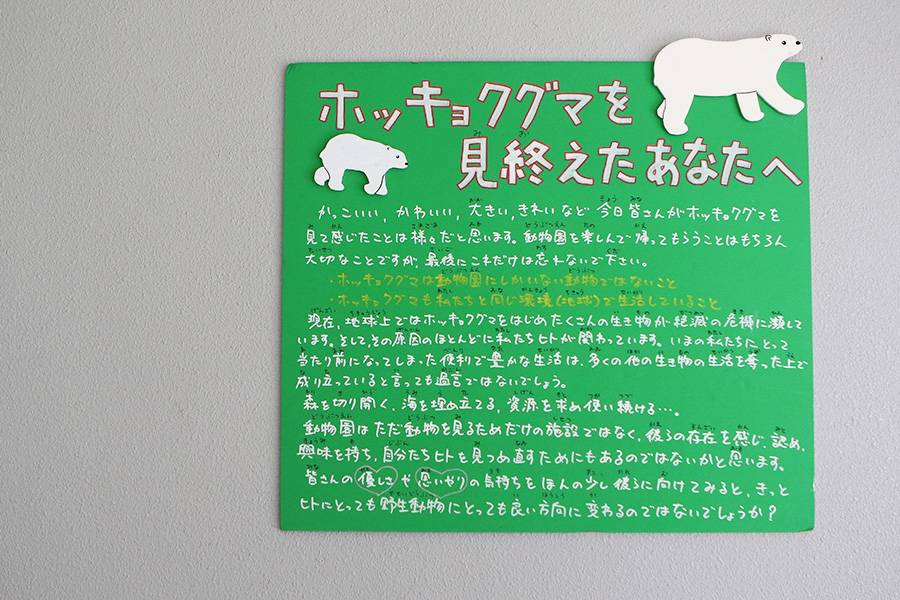 ホッキョクグマを
見終えたあなたへ
かっこいい,かわいい,大きい,きれいなど 今日皆さんがホッキョクグマを
見て感じたことは様々だと思います。動物園を楽しんで帰ってもらうことはもちろん
大切なことですが,最後にこれだけは忘れないで下さい。
・ホッキョクグマは動物園にしかいない動物ではないこと
・ホッキョクグマも私たちと同じ環境(地球)で生活していること
現在,地球上ではホッキョクグマをはじめたくさんの生き物が絶滅の危機に瀕して
います。そして,その原因のほとんどに私たちヒトが関わっています。いまの私たちにとって
当たり前になってしまった便利で豊かな生活は,多くの他の生き物の生活を奪った上で
成り立っていると言っても過言ではないでしょう。
森を切り開く,海を埋め立てる,資源を求め使い続ける…。
動物園はただ動物を見るためだけの施設ではなく,彼らの存在を感じ,認め,
興味を持ち,自分たちヒトを見つめ直すためにもあるのではないかと思います。
皆さんの優しさや思いやりの気持ちをほんの少し彼らに向けてみると,きっと
ヒトにとっても野生動物にとっても良い方向に変わるのではないでしょうか?